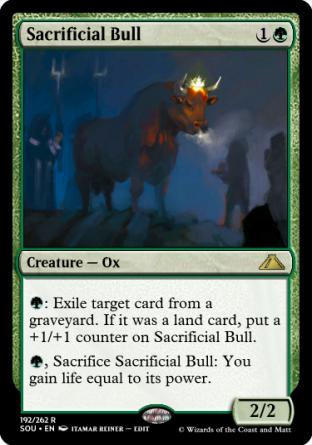 Sacrificial Bull 1
Creature — Ox
: Exile target card from a
graveyard. If it was a land card, put a
+1/+1 counter on Sacrificial Bull.
, Sacrifice Sacrificial Bull: You
gain life equal to its power.
2/2
192/262 R
SOU • EN ITAMAR REINER — EDIT © Wizards of the Coast and Matt